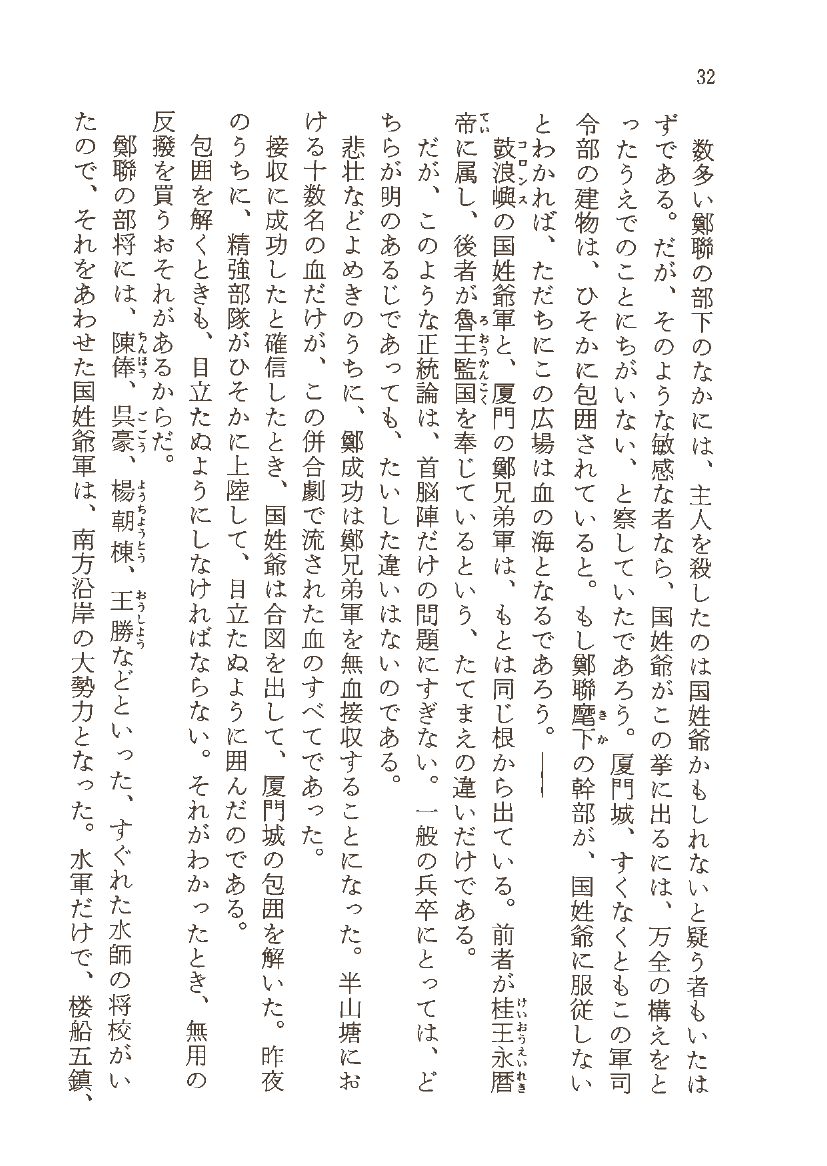 32
数多い鄭聯の部下のなかには、主人を殺したのは国姓爺かもしれないと疑う者もいたは
ずである。だが、そのような敏感な者なら、国姓爺がこの挙に出るには、万全の構えをと
ったうえでのことにちがいない、と察していたであろう。厦門城、すくなくともこの軍司
令部の建物は、ひそかに包囲されていると。もし鄭聯麾下の幹部が、国姓爺に服従しない
とわかれば、ただちにこの広場は血の海となるであろう。――
鼓浪嶼の国姓爺軍と、厦門の鄭兄弟軍は、もとは同じ根から出ている。前者が桂王永暦
帝に属し、後者が魯王監国を奉じているという、たてまえの違いだけである。
だが、このような正統論は、首脳陣だけの問題にすぎない。一般の兵卒にとっては、ど
ちらが明のあるじであっても、たいした違いはないのである。
悲壮などよめきのうちに、鄭成功は鄭兄弟軍を無血接収することになった。半山塘にお
ける十数名の血だけが、この併合劇で流された血のすべてであった。
接収に成功したと確信したとき、国姓爺は合図を出して、厦門城の包囲を解いた。昨夜
のうちに、精強部隊がひそかに上陸して、目立たぬように囲んだのである。
包囲を解くときも、目立たぬようにしなければならない。それがわかったとき、無用の
反撥を買うおそれがあるからだ。
鄭聯の部将には、陳俸、呉豪、楊朝棟、王勝などといった、すぐれた水師の将校がい
たので、それをあわせた国姓爺軍は、南方沿岸の大勢力となった。水軍だけで、楼船五鎮、